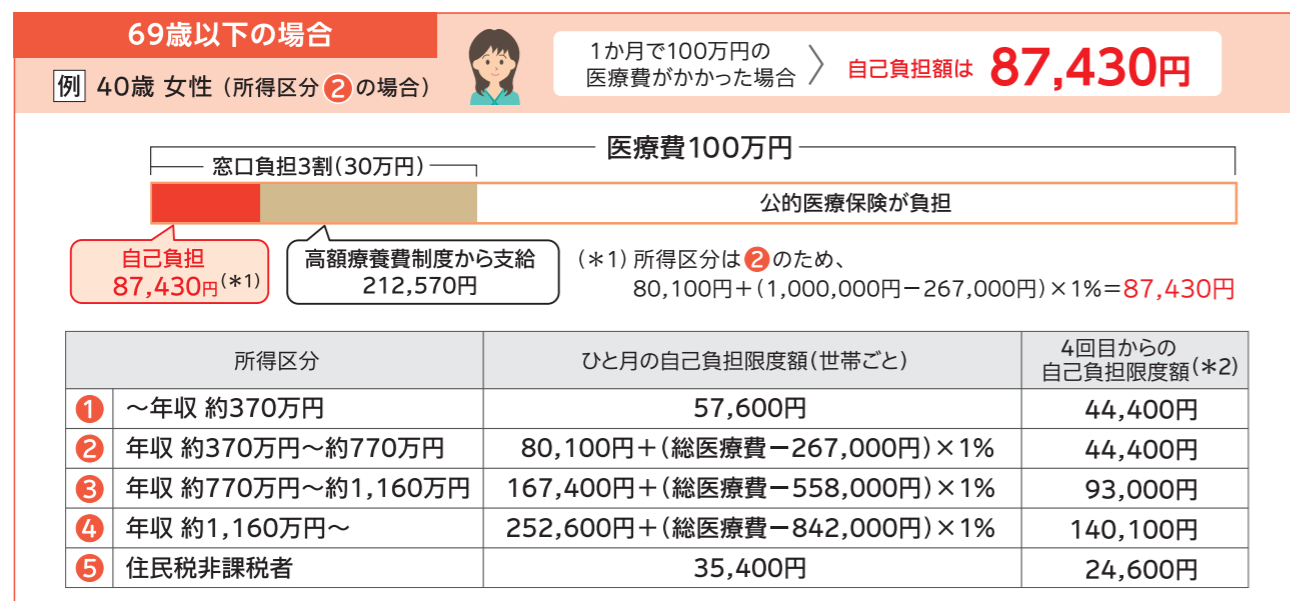 69歳以下の場合
例 40歳 女性 (所得区分2の場合)
1か月で100万円の
医療費がかかった場合
自己負担額は 87,430円
医療費100万円
窓口負担3割(30万円)
公的医療保険が負担
自己負担
87,430円(*1)
高額療養費制度から支給
212,570円
(*1) 所得区分は2のため、
80,100円+(1,000,000円-267,000円)×1%=87,430円
所得区分 ひと月の自己負担限度額(世帯ごと) 4回目からの
自己負担限度額(*2)
1 ~年収 約370万円 57,600円 44,400円
2 年収 約370万円~約770万円 80,100円+(総医療費-267,000円)×1% 44,400円
3 年収 約770万円~約1,160万円 167,400円+(総医療費-558,000円)×1% 93,000円
4 年収 約1,160万円~ 252,600円+(総医療費-842,000円)×1% 140,100円
5 住民税非課税者 35,400円 24,600円